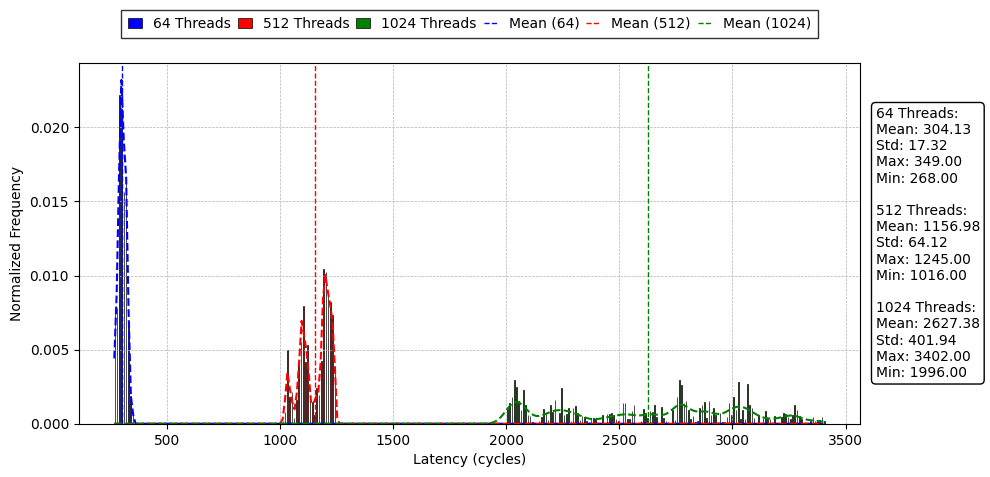 64 Threads 512 Threads 1024 Threads Mean (64) Mean (512) Mean (1024)
Normalized Frequency
0.020
0.015
0.010
0.005
0.000
500 1000 1500 2000 2500 3000 3500
Latency (cycles)
64 Threads:
Mean: 304.13
Std: 17.32
Max: 349.00
Min: 268.00
512 Threads:
Mean: 1156.98
Std: 64.12
Max: 1245.00
Min: 1016.00
1024 Threads:
Mean: 2627.38
Std: 401.94
Max: 3402.00
Min: 1996.00